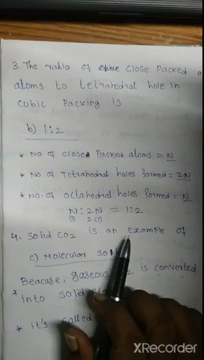 3. The ratio of close Packed a
atoms to tetrahedral hole in
cubic packing is
b) 1:2
* No of closed Packed atoms = N
* No of Tetrahedral holes formed = 2N
* No. of octahedral holes formed = N
N : 2N = 1:2
4. Solid CO2 is an example of
c) Molecular sol
Beacuse, gaseous is converted
* into solid
* it's called
XRecorder